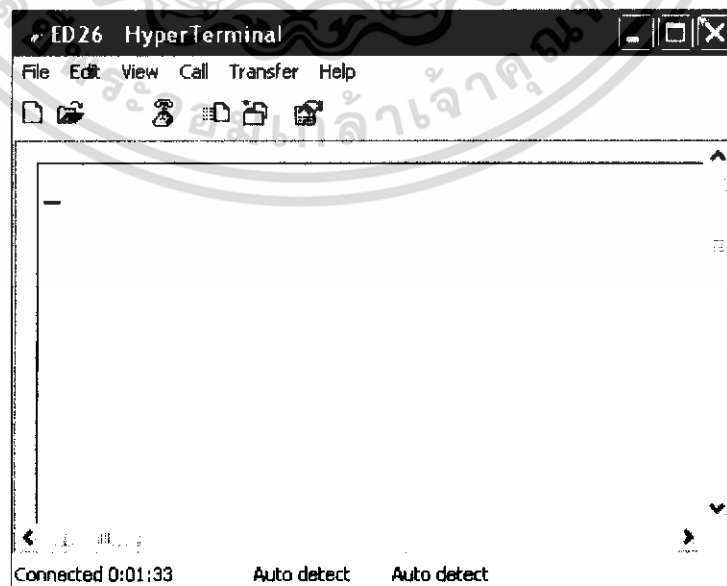 ED26 HyperTerminal
File Edit View Call Transfer Help
Connected 0:01:33 Auto detect Auto detect